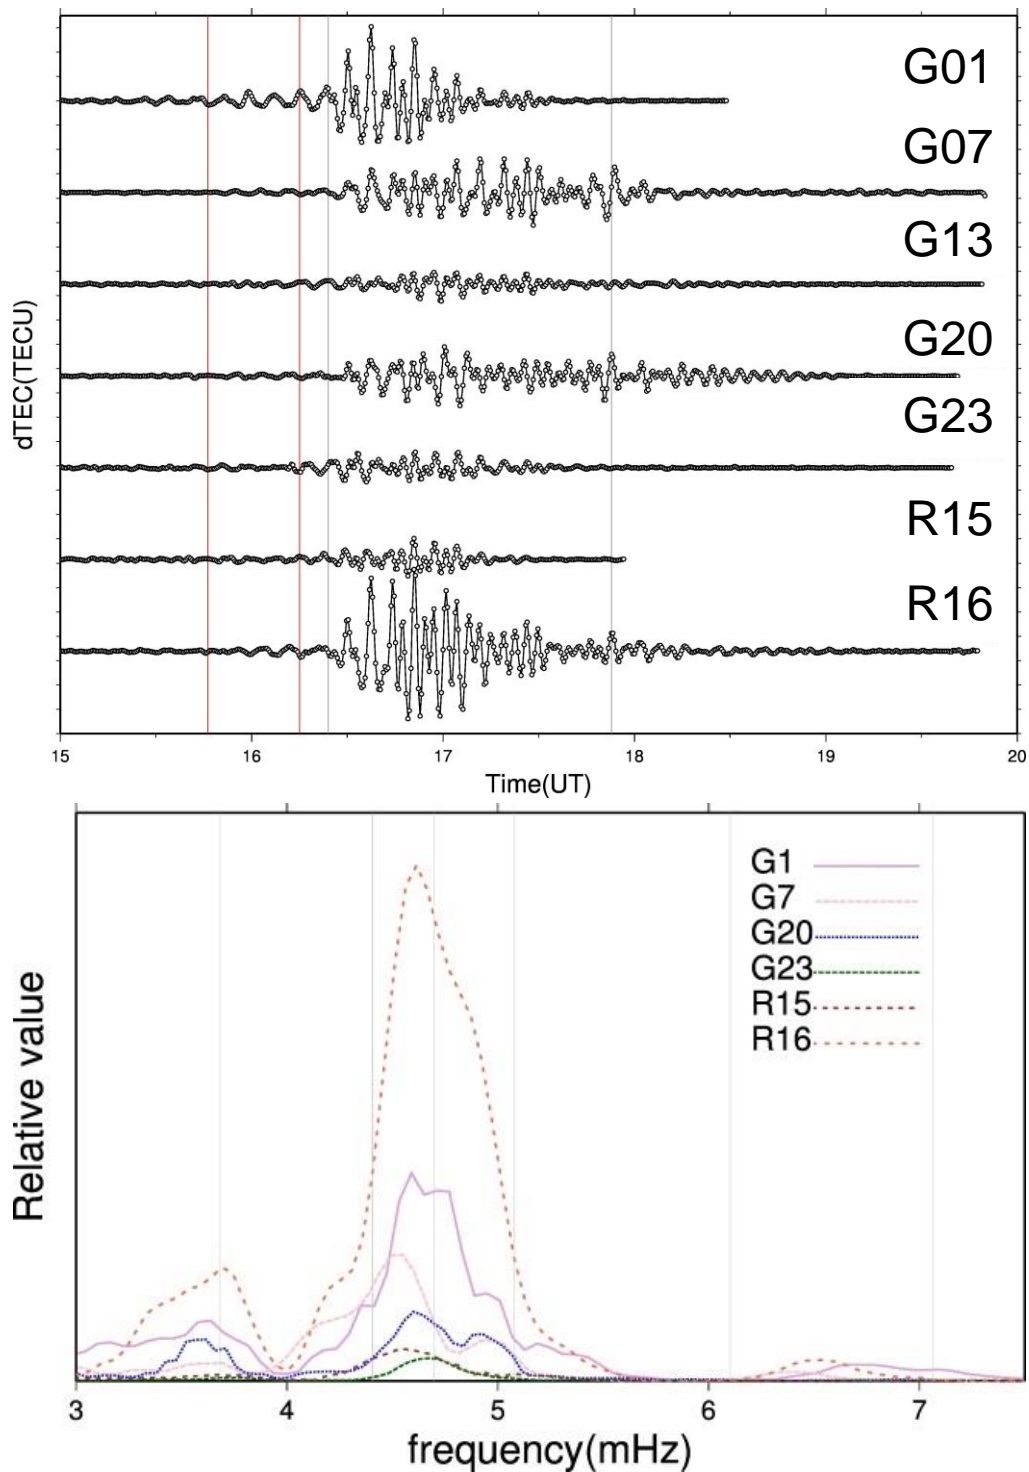 G01
G07
G13
G20
G23
R15
R16
dTEC(TECU)
15 16 17 18 19 20
Time(UT)
G1
G7
G20
G23
R15
R16
Relative value
3 4 5 6 7
frequency(mHz)